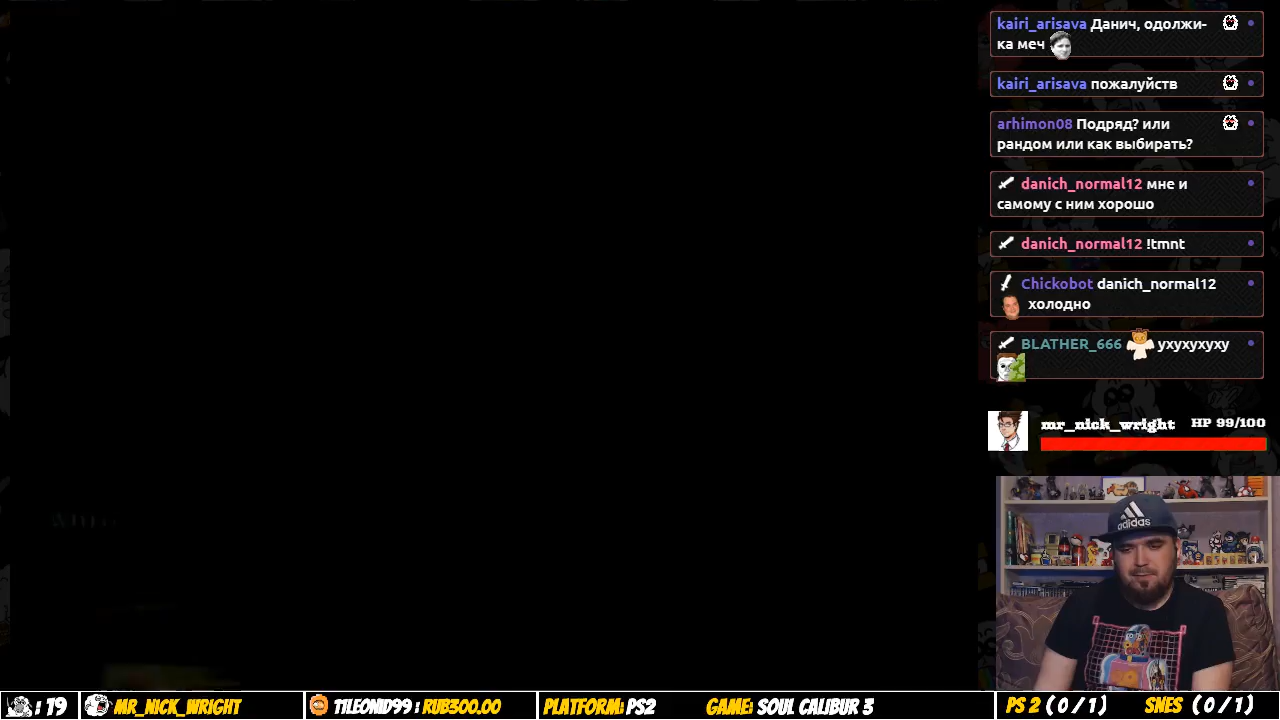 kairi_arisava Данич, одолжи-
ка меч
kairi_arisava пожалуйств
arhimon08 Подряд? или
рандом или как выбирать?
danich_normal12 мне и
самому с ним хорошо
danich_normal12 !tmnt
Chickobot danich_normal12
холодно
BLATHER_666 ухухухуху
mr_nick_wright HP 99/100
adidas
: 19
MR_NICK_WRIGHT
TILEONID99 : RUB300.00
PLATFORM: PS2
GAME: SOUL CALIBUR 3
PS 2 ( 0 / 1 )
SNES ( 0 / 1 )